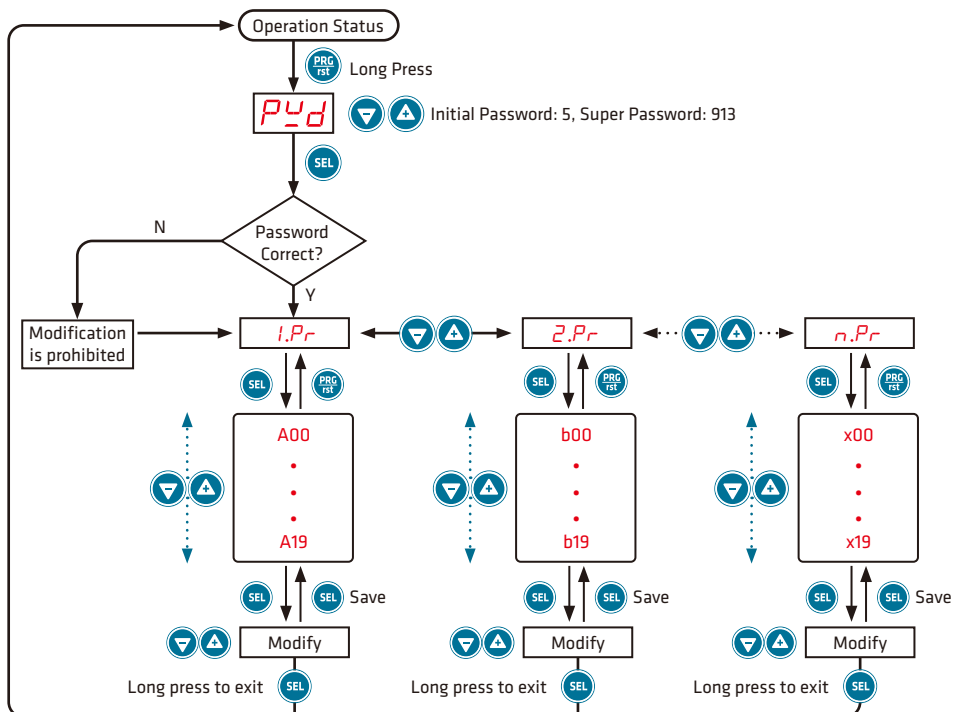 Operation Status
PRG
rst
Long Press
Pyd
Initial Password: 5, Super Password: 913
SEL
Password
Correct?
N
Y
Modification
is prohibited
1.Pr
2.Pr
n.Pr
SEL
PRG
rst
SEL
PRG
rst
SEL
PRG
rst
A00
A19
b00
b19
x00
x19
SEL
SEL
Save
SEL
SEL
Save
SEL
SEL
Save
Modify
Modify
Modify
Long press to exit
SEL
Long press to exit
SEL
Long press to exit
SEL